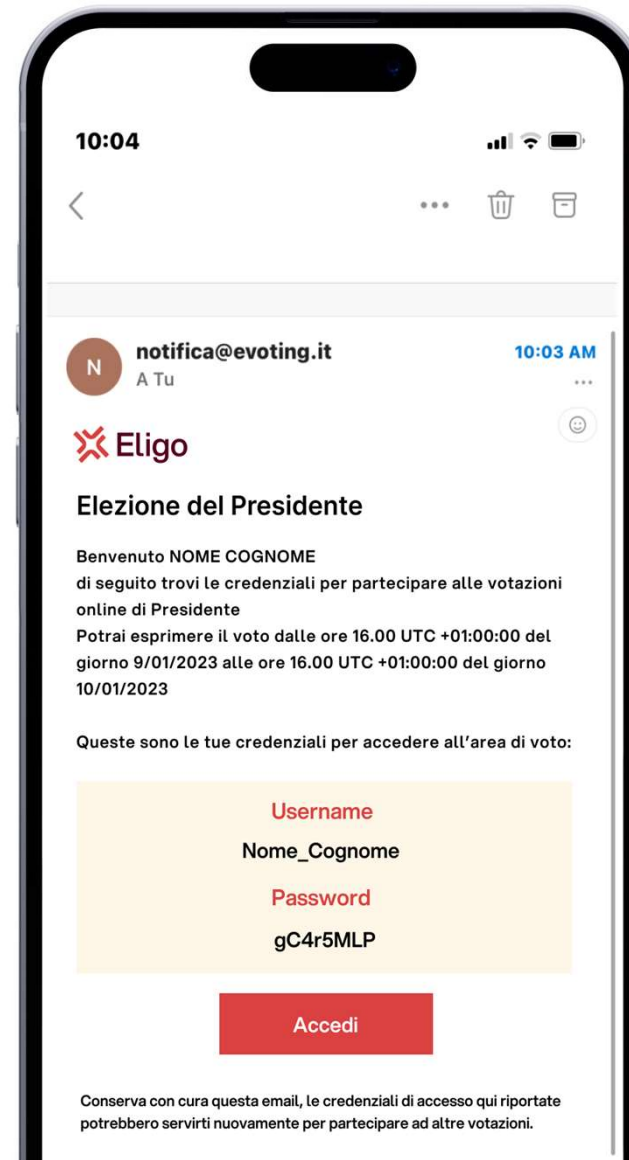 10:04
N
notifica@evoting.it
10:03 AM
A Tu
Eligo
Elezione del Presidente
Benvenuto NOME COGNOME
di seguito trovi le credenziali per partecipare alle votazioni
online di Presidente
Potrai esprimere il voto dalle ore 16.00 UTC +01:00:00 del
giorno 9/01/2023 alle ore 16.00 UTC +01:00:00 del giorno
10/01/2023
Queste sono le tue credenziali per accedere all’area di voto:
Username
Nome_Cognome
Password
gC4r5MLP
Accedi
Conserva con cura questa email, le credenziali di accesso qui riportate
potrebbero servirti nuovamente per partecipare ad altre votazioni.